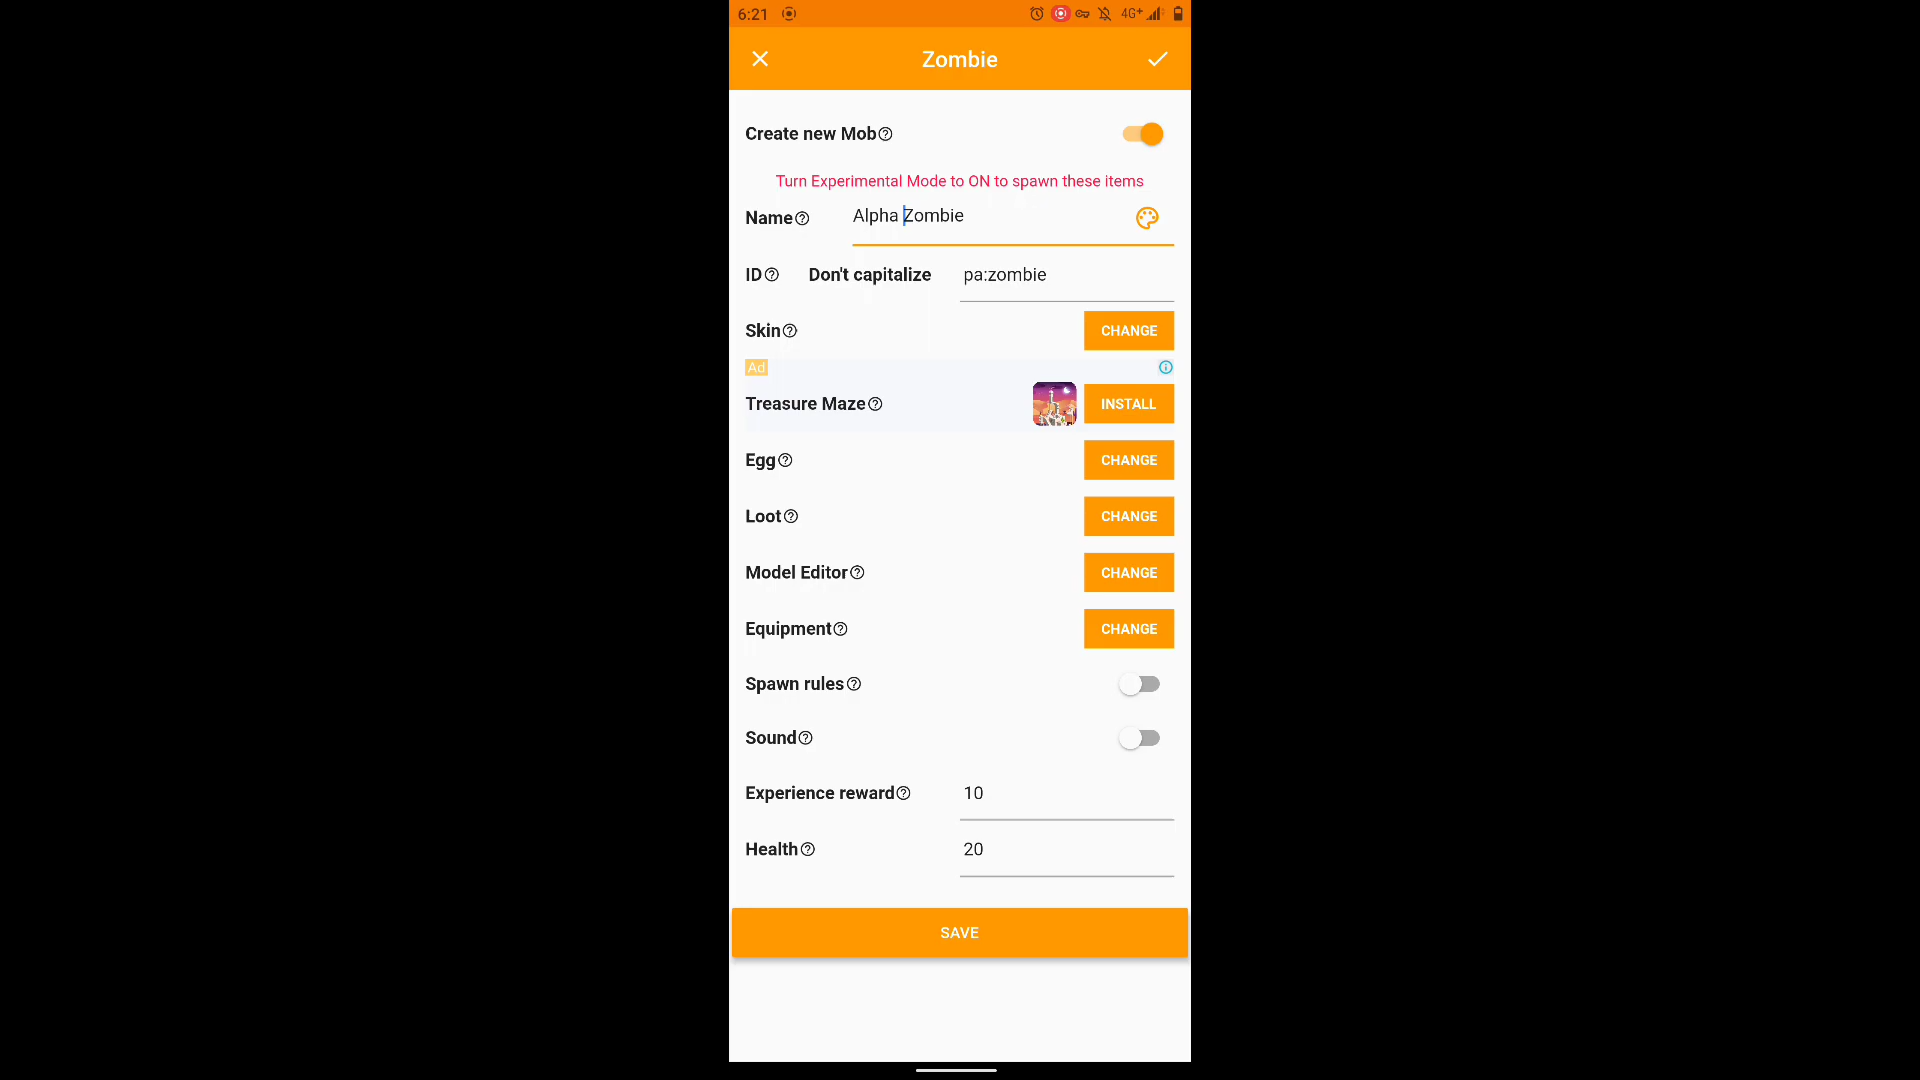 6:21 4G+
Zombie
Create new Mob
Turn Experimental Mode to ON to spawn these items
Name Alpha Zombie
ID Don't capitalize pa:zombie
Skin CHANGE
Ad
Treasure Maze INSTALL
Egg CHANGE
Loot CHANGE
Model Editor CHANGE
Equipment CHANGE
Spawn rules
Sound
Experience reward 10
Health 20
SAVE